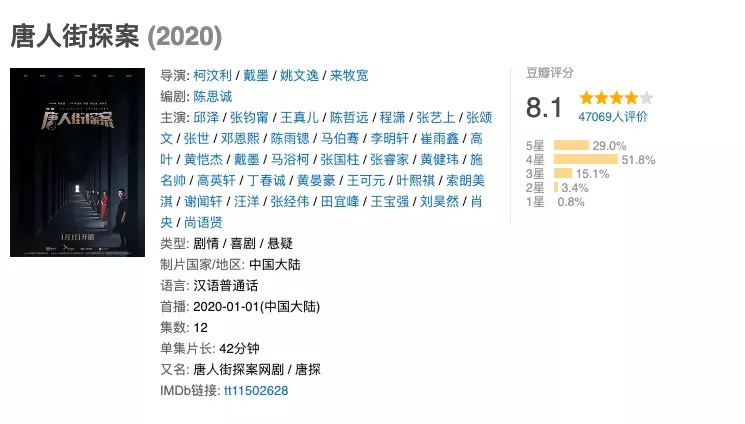 唐人街探案 (2020)
唐人街探案
1月1日开播
导演: 柯汶利 / 戴墨 / 姚文逸 / 来牧宽
编剧: 陈思诚
主演: 邱泽 / 张钧甯 / 王真儿 / 陈哲远 / 程潇 / 张艺上 / 张颂
文 / 张世 / 邓恩熙 / 陈雨锶 / 马伯骞 / 李明轩 / 崔雨鑫 / 高
叶 / 黄恺杰 / 戴墨 / 马浴柯 / 张国柱 / 张睿家 / 黄健玮 / 施
名帅 / 高英轩 / 丁春诚 / 黄晏豪 / 王可元 / 叶熙祺 / 索朗美
淇 / 谢闻轩 / 汪洋 / 张经伟 / 田宜峰 / 王宝强 / 刘昊然 / 肖
央 / 尚语贤
类型: 剧情 / 喜剧 / 悬疑
制片国家/地区: 中国大陆
语言: 汉语普通话
首播: 2020-01-01(中国大陆)
集数: 12
单集片长: 42分钟
又名: 唐人街探案网剧 / 唐探
IMDb链接: tt11502628
豆瓣评分
8.1
47069人评价
5星 29.0%
4星 51.8%
3星 15.1%
2星 3.4%
1星 0.8%